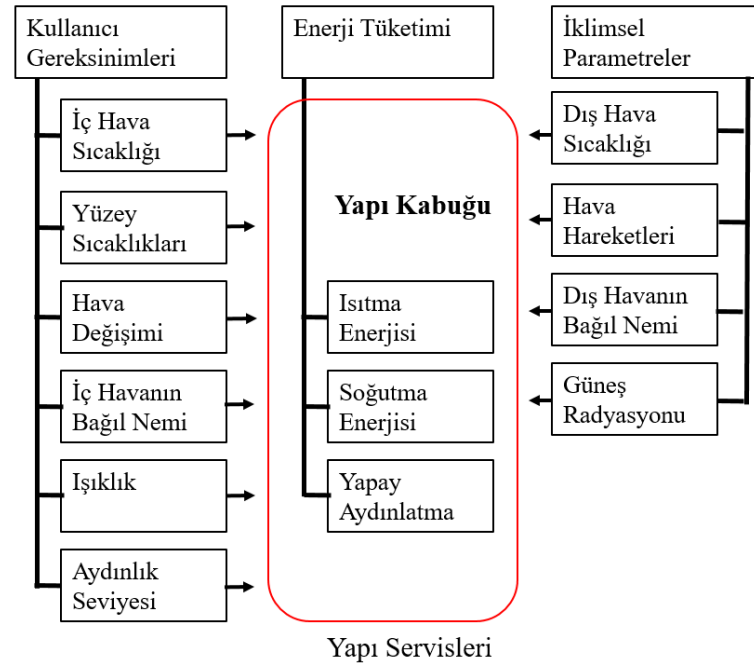 Kullanıcı
Gereksinimleri
İç Hava
Sıcaklığı
Yüzey
Sıcaklıkları
Hava
Değişimi
İç Havanın
Bağıl Nemi
Işıklık
Aydınlık
Seviyesi
Enerji Tüketimi
Yapı Kabuğu
Isıtma
Enerjisi
Soğutma
Enerjisi
Yapay
Aydınlatma
Yapı Servisleri
İklimsel
Parametreler
Dış Hava
Sıcaklığı
Hava
Hareketleri
Dış Havanın
Bağıl Nemi
Güneş
Radyasyonu